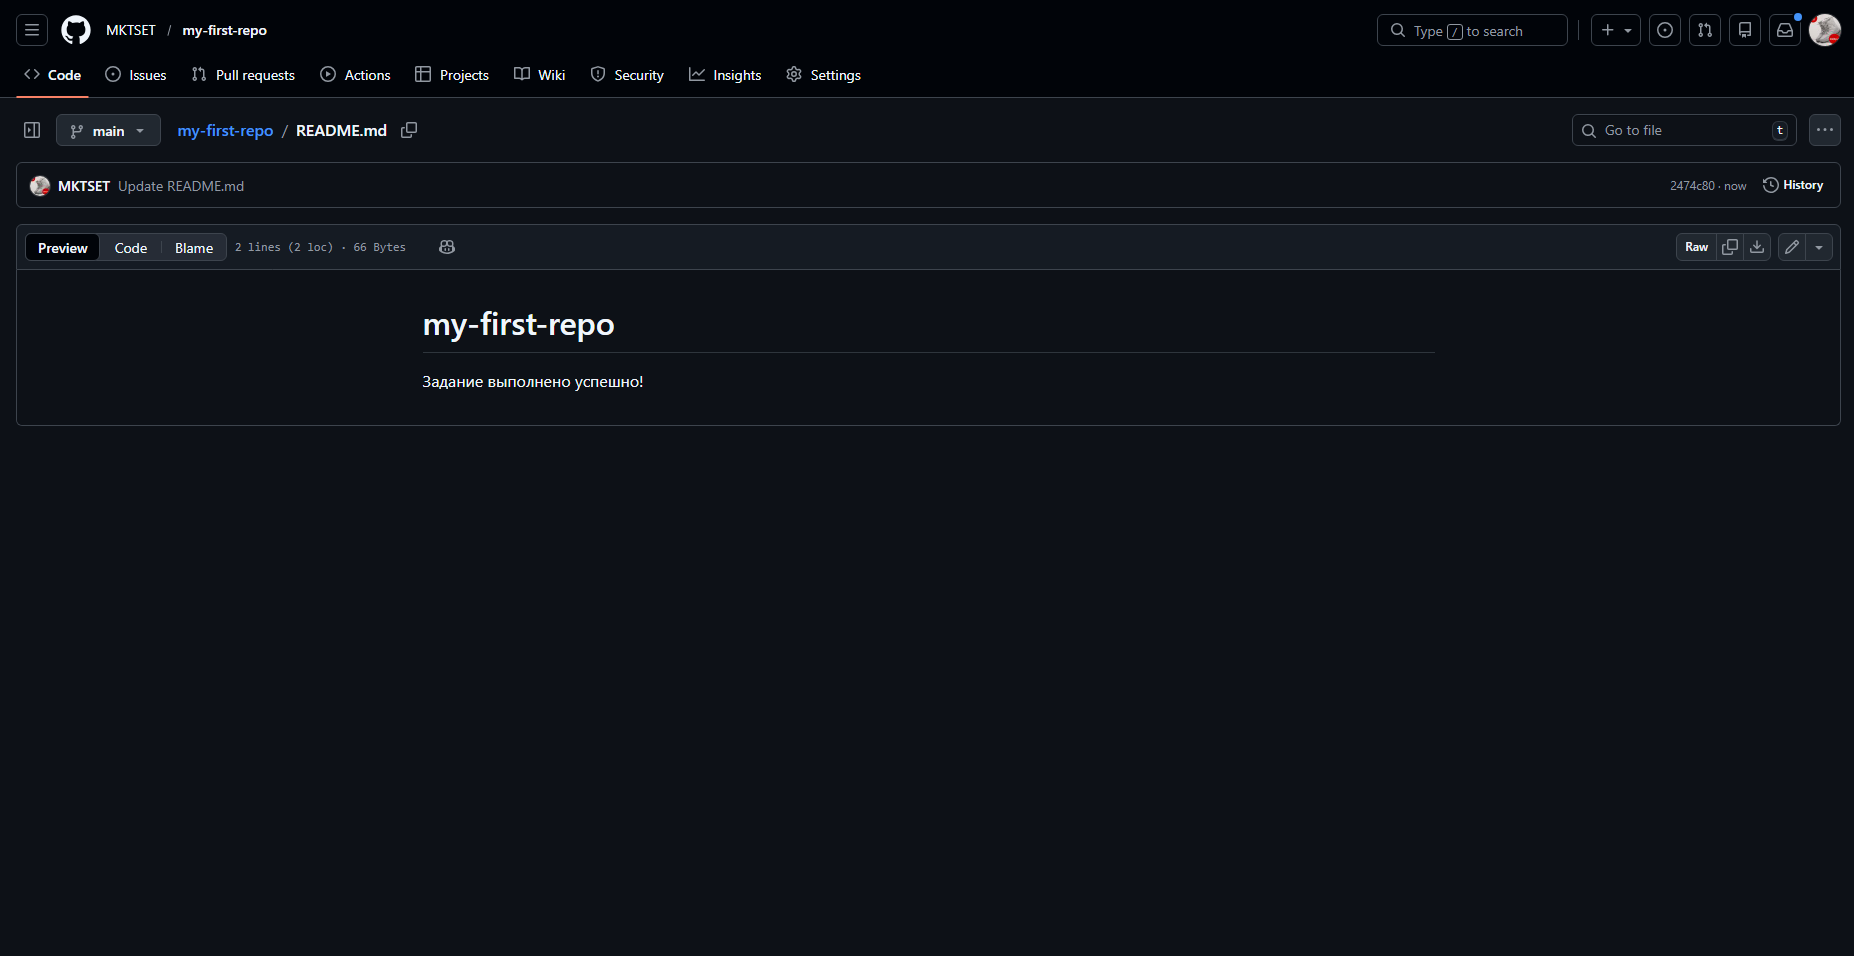 MKTSET / my-first-repo
Type / to search
Code Issues Pull requests Actions Projects Wiki Security Insights Settings
main my-first-repo / README.md
Go to file t
MKTSET Update README.md
2474c80 · now History
Preview Code Blame 2 lines (2 loc) · 66 Bytes
Raw
my-first-repo
Задание выполнено успешно!